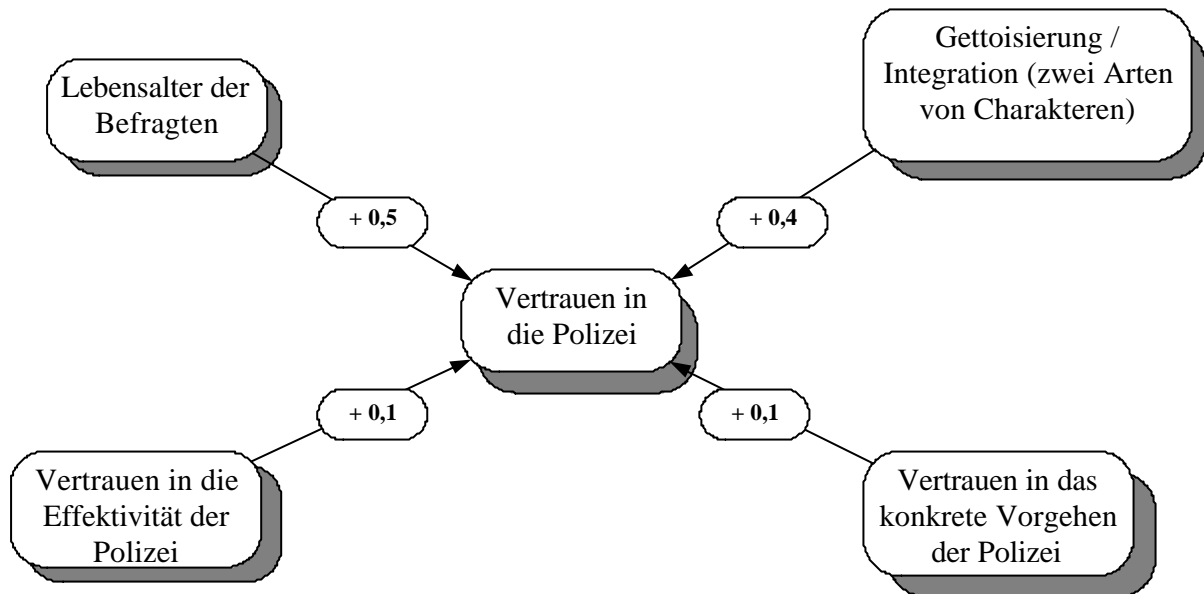 Lebensalter der
Befragten
Gettoisierung /
Integration (zwei Arten
von Charakteren)
+ 0,5
+ 0,4
Vertrauen in
die Polizei
+ 0,1
+ 0,1
Vertrauen in die
Effektivität der
Polizei
Vertrauen in das
konkrete Vorgehen
der Polizei